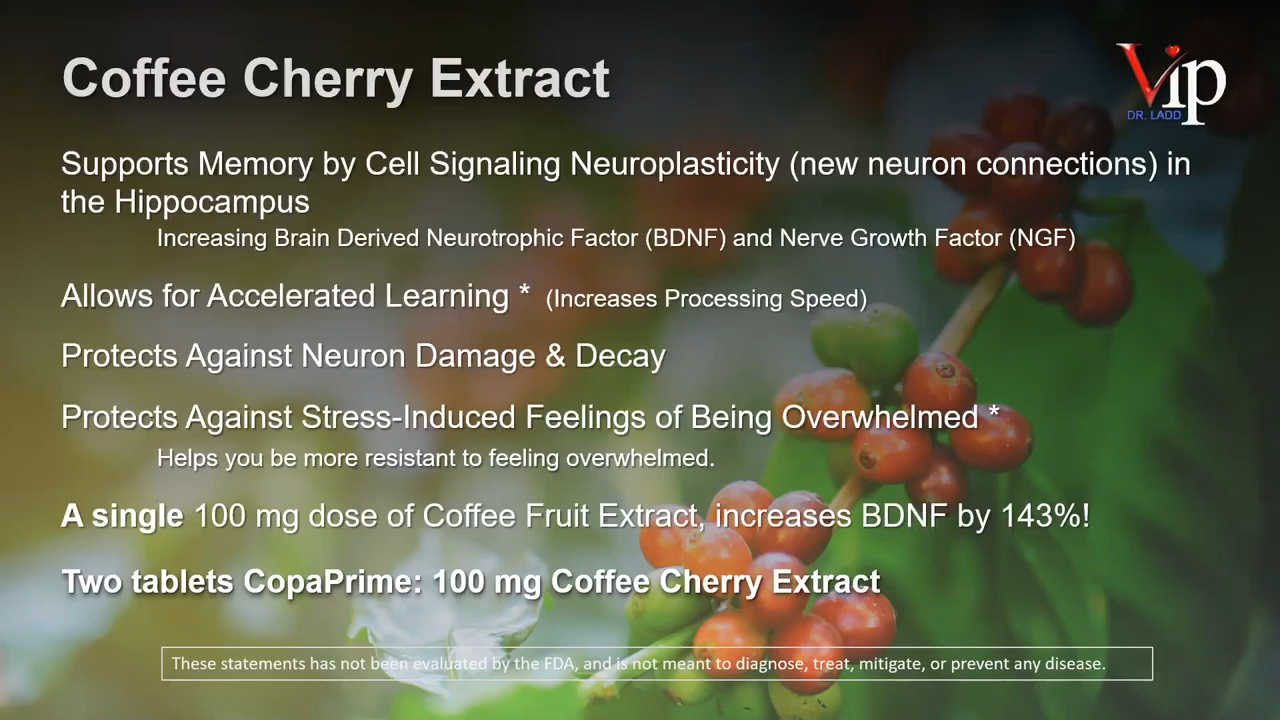 Coffee Cherry Extract
Vip
DR. LADD
Supports Memory by Cell Signaling Neuroplasticity (new neuron connections) in
the Hippocampus
Increasing Brain Derived Neurotrophic Factor (BDNF) and Nerve Growth Factor (NGF)
Allows for Accelerated Learning * (Increases Processing Speed)
Protects Against Neuron Damage & Decay
Protects Against Stress-Induced Feelings of Being Overwhelmed *
Helps you be more resistant to feeling overwhelmed.
A single 100 mg dose of Coffee Fruit Extract, increases BDNF by 143%!
Two tablets CopaPrime: 100 mg Coffee Cherry Extract
These statements has not been evaluated by the FDA, and is not meant to diagnose, treat, mitigate, or prevent any disease.